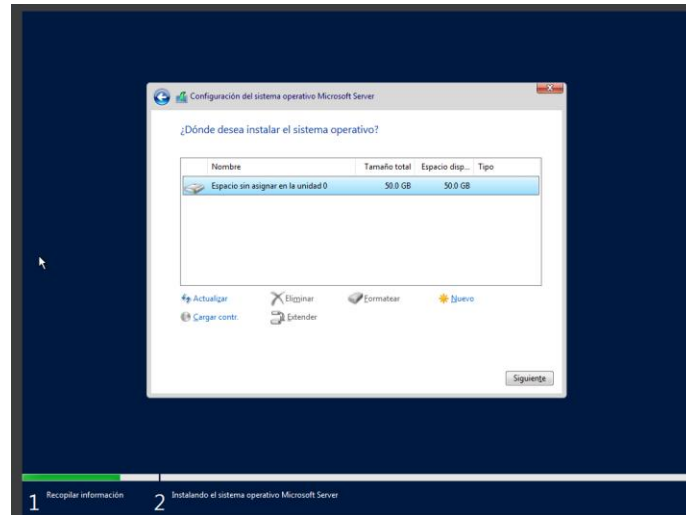 Configuración del sistema operativo Microsoft Server
¿Dónde desea instalar el sistema operativo?
Nombre Tamaño total Espacio disp... Tipo
Espacio sin asignar en la unidad 0 50.0 GB 50.0 GB
Actualizar Eliminar Formatear Nuevo
Cargar contr. Extender
Siguiente
1 Recopilar información 2 Instalando el sistema operativo Microsoft Server